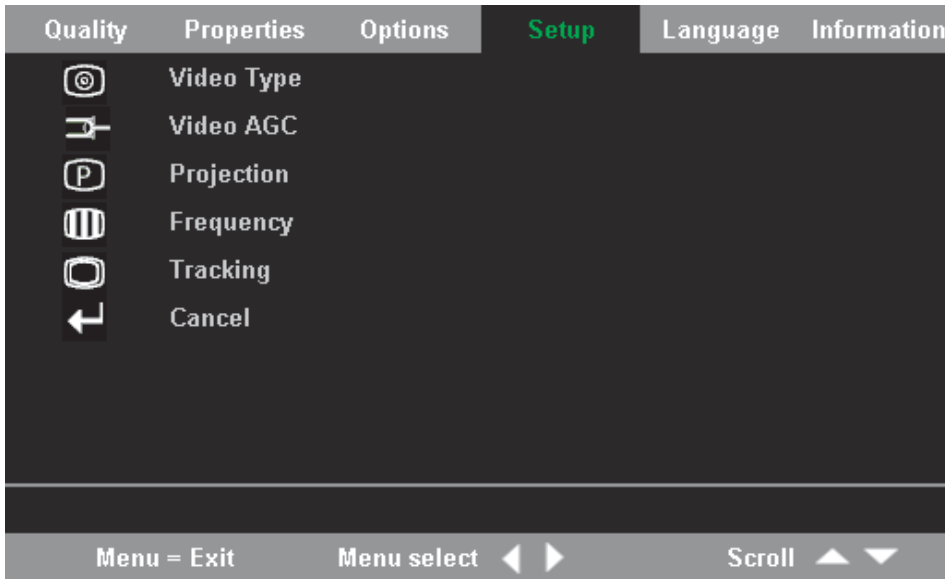 Quality Properties Options Setup Language Information
Video Type
Video AGC
P Projection
Frequency
Tracking
Cancel
Menu = Exit Menu select Scroll